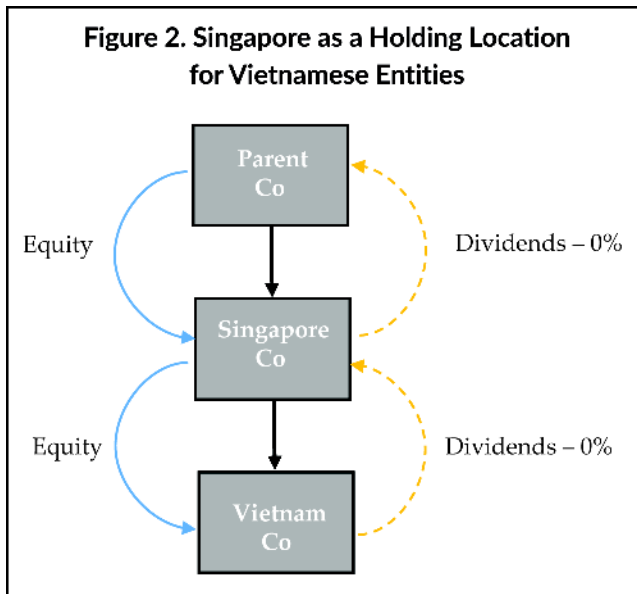 Figure 2. Singapore as a Holding Location
for Vietnamese Entities
Parent
Co
Equity
Dividends – 0%
Singapore
Co
Equity
Dividends – 0%
Vietnam
Co